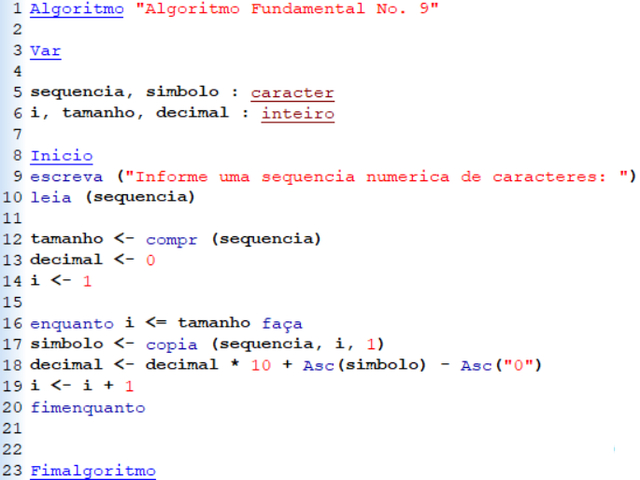 1 Algoritmo "Algoritmo Fundamental No. 9"
2
3 Var
4
5 sequencia, simbolo : caracter
6 i, tamanho, decimal : inteiro
7
8 Inicio
9 escreva ("Informe uma sequencia numerica de caracteres: ")
10 leia (sequencia)
11
12 tamanho <- compr (sequencia)
13 decimal <- 0
14 i <- 1
15
16 enquanto i <= tamanho faça
17 simbolo <- copia (sequencia, i, 1)
18 decimal <- decimal * 10 + Asc(simbolo) - Asc("0")
19 i <- i + 1
20 fimenquanto
21
22
23 Fimalgoritmo